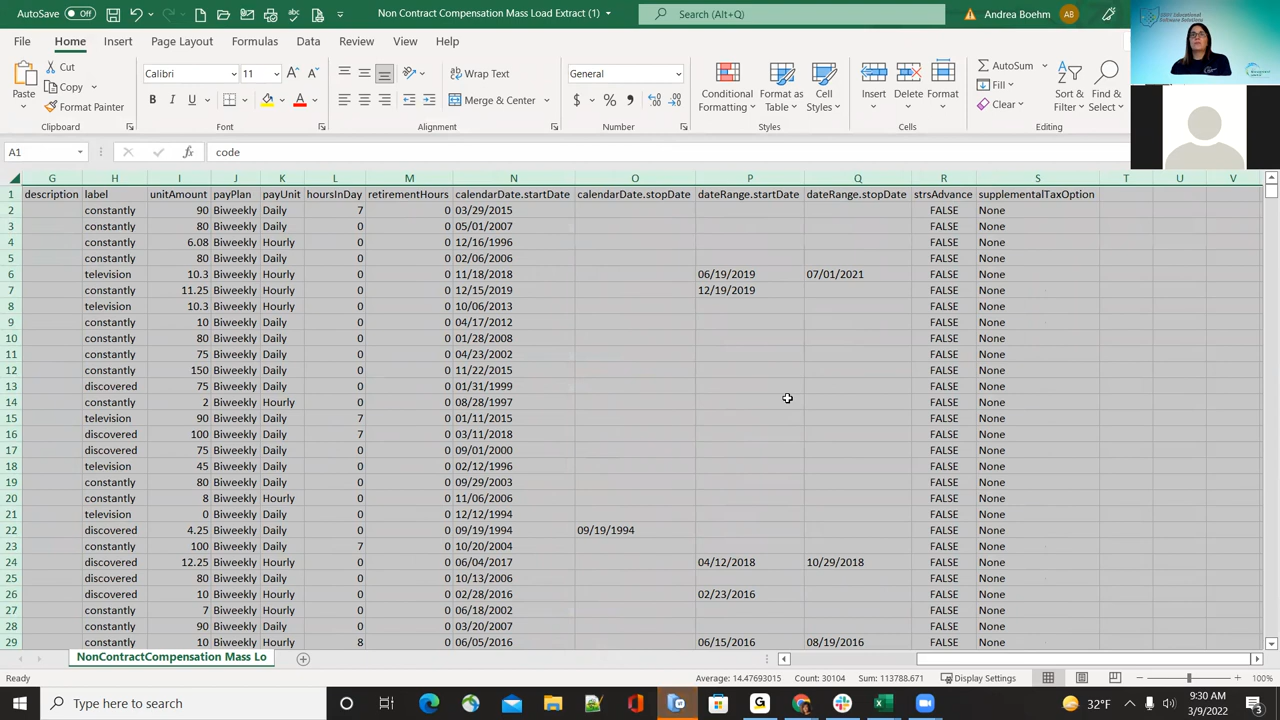 AutoSave Off Non Contract Compensation Mass Load Extract (1) Search (Alt+Q) Andrea Boehm AB
File Home Insert Page Layout Formulas Data Review View Help
Paste Cut Copy Format Painter Clipboard
Calibri 11 B I U Font
Wrap Text Merge & Center Alignment
General $ % Number
Conditional Formatting Format as Table Cell Styles Styles
Insert Delete Format Cells
AutoSum Fill Clear Sort & Filter Find & Select Editing
A1 fx code
G H I J K L M N O P Q R S T U V
1 description label unitAmount payPlan payUnit hoursInDay retirementHours calendarDate.startDate calendarDate.stopDate dateRange.startDate dateRange.stopDate strsAdvance supplementalTaxOption
2 constantly 90 Biweekly Daily 7 0 03/29/2015 FALSE None
3 constantly 80 Biweekly Daily 0 0 05/01/2007 FALSE None
4 constantly 6.08 Biweekly Hourly 0 0 12/16/1996 FALSE None
5 constantly 80 Biweekly Daily 0 0 02/06/2006 FALSE None
6 television 10.3 Biweekly Hourly 0 0 11/18/2018 06/19/2019 07/01/2021 FALSE None
7 constantly 11.25 Biweekly Hourly 0 0 12/15/2019 12/19/2019 FALSE None
8 television 10.3 Biweekly Hourly 0 0 10/06/2013 FALSE None
9 constantly 10 Biweekly Daily 0 0 04/17/2012 FALSE None
10 constantly 80 Biweekly Daily 0 0 01/28/2008 FALSE None
11 constantly 75 Biweekly Daily 0 0 04/23/2002 FALSE None
12 constantly 150 Biweekly Daily 0 0 11/22/2015 FALSE None
13 discovered 75 Biweekly Daily 0 0 01/31/1999 FALSE None
14 constantly 2 Biweekly Hourly 0 0 08/28/1997 FALSE None
15 television 90 Biweekly Daily 7 0 01/11/2015 FALSE None
16 discovered 100 Biweekly Daily 7 0 03/11/2018 FALSE None
17 discovered 75 Biweekly Daily 0 0 09/01/2000 FALSE None
18 television 45 Biweekly Daily 0 0 02/12/1996 FALSE None
19 constantly 80 Biweekly Daily 0 0 09/29/2003 FALSE None
20 constantly 8 Biweekly Hourly 0 0 11/06/2006 FALSE None
21 television 0 Biweekly Daily 0 0 12/12/1994 FALSE None
22 discovered 4.25 Biweekly Hourly 0 0 09/19/1994 09/19/1994 FALSE None
23 constantly 100 Biweekly Daily 7 0 10/20/2004 FALSE None
24 discovered 12.25 Biweekly Hourly 0 0 06/04/2017 04/12/2018 10/29/2018 FALSE None
25 discovered 80 Biweekly Daily 0 0 10/13/2006 FALSE None
26 discovered 10 Biweekly Hourly 0 0 02/28/2016 02/23/2016 FALSE None
27 constantly 7 Biweekly Hourly 0 0 06/18/2002 FALSE None
28 constantly 90 Biweekly Daily 0 0 03/20/2007 FALSE None
29 constantly 10 Biweekly Hourly 8 0 06/05/2016 06/15/2016 08/19/2016 FALSE None
NonContractCompensation Mass Lo
Ready Average: 14.47693015 Count: 30104 Sum: 113788.671 Display Settings 100%
Type here to search 32°F 9:30 AM
3/9/2022